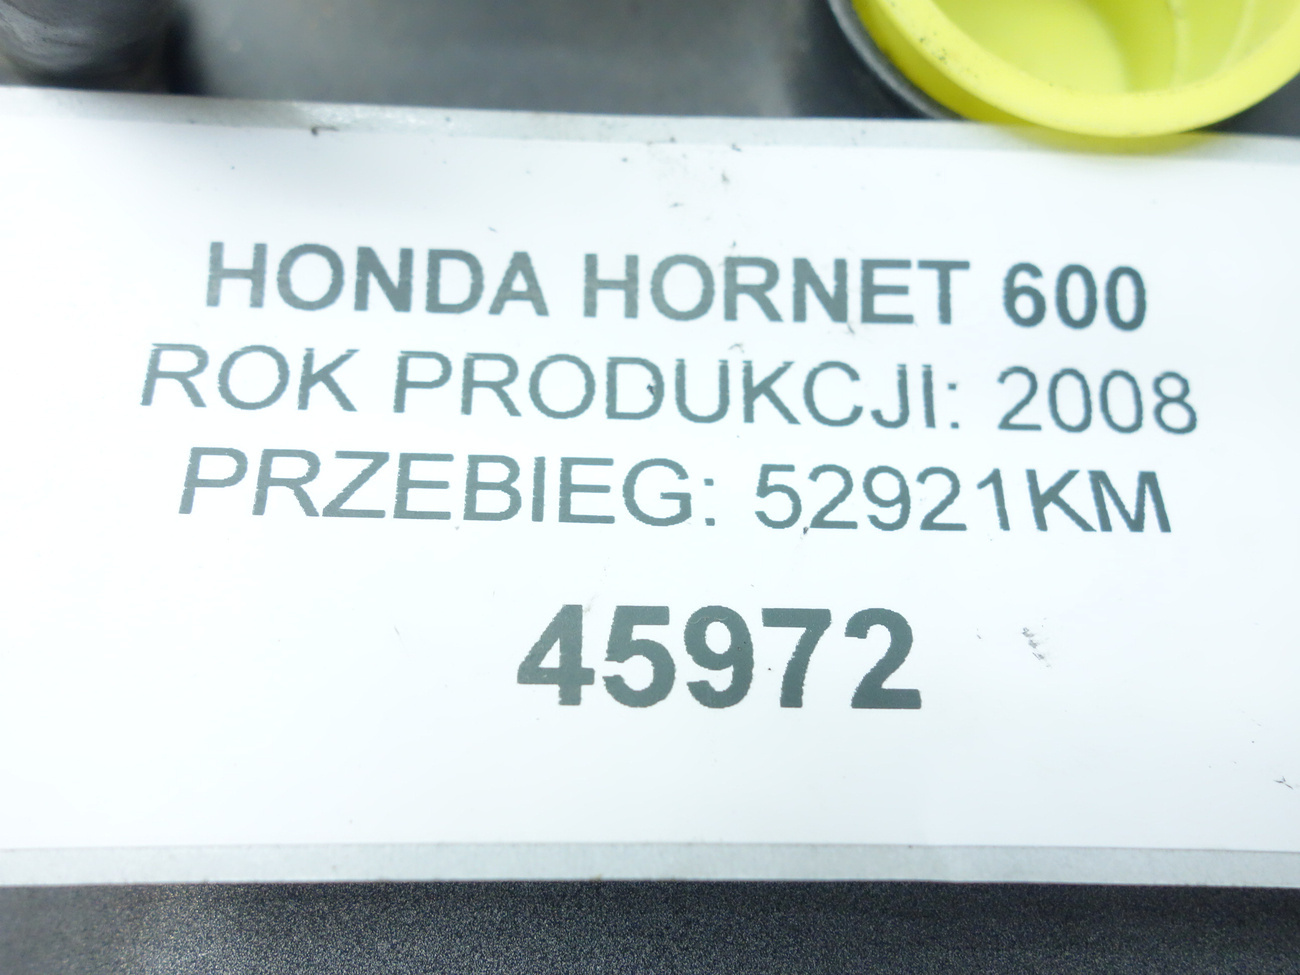 HONDA HORNET 600
ROK PRODUKCJI: 2008
PRZEBIEG: 52921KM
45972